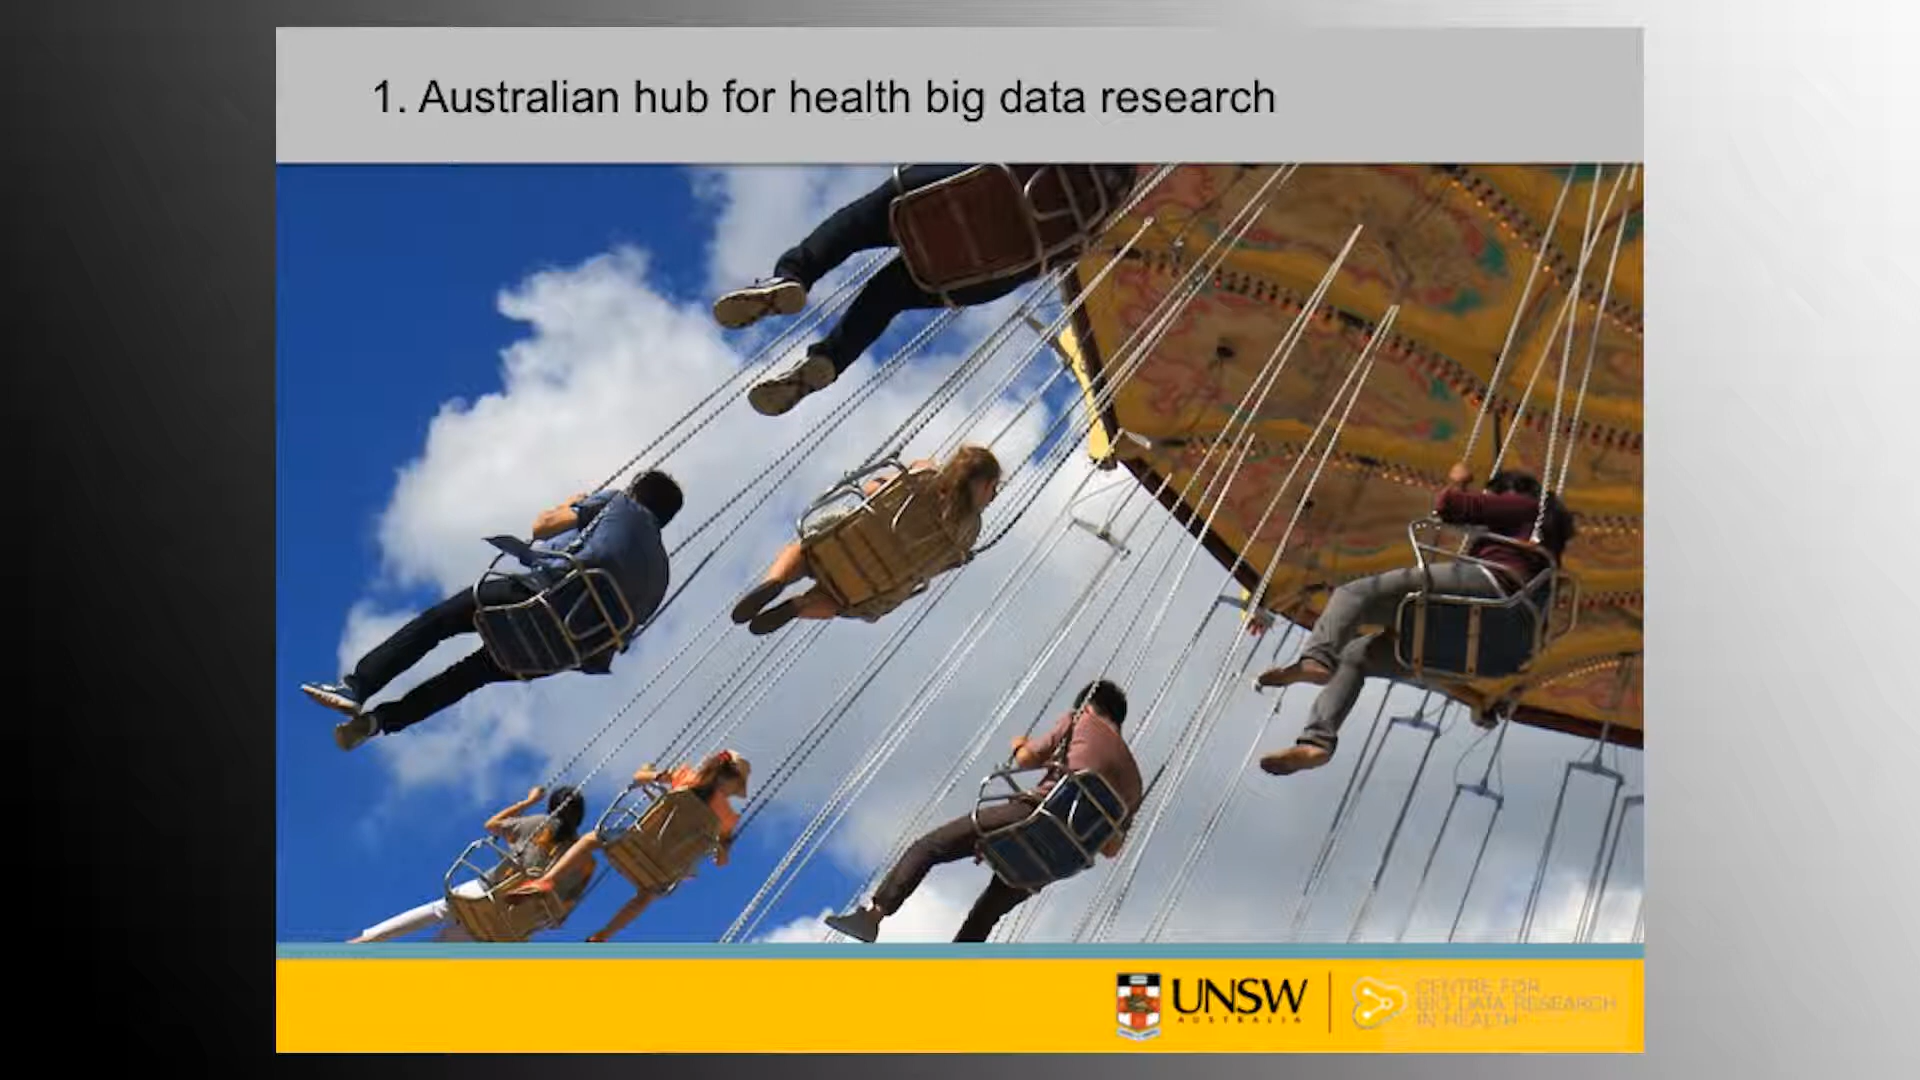 1. Australian hub for health big data research
UNSW
AUSTRALIA
CENTRE FOR
BIG DATA RESEARCH
IN HEALTH